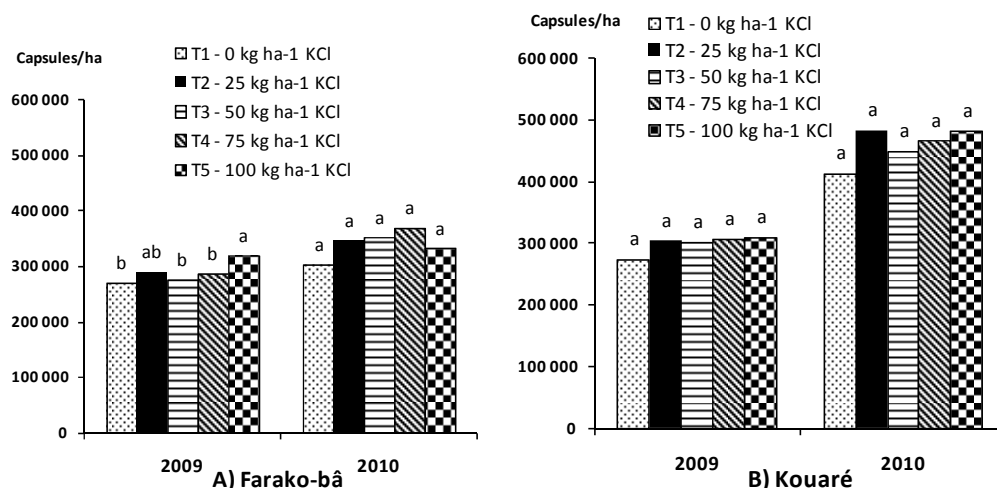 Capsules/ha
T1 - 0 kg ha-1 KCl
T2 - 25 kg ha-1 KCl
T3 - 50 kg ha-1 KCl
T4 - 75 kg ha-1 KCl
T5 - 100 kg ha-1 KCl
600 000
500 000
400 000
300 000
200 000
100 000
0
b ab b b a
a a a a a
2009 2010
A) Farako-bâ
Capsules/ha
T1 - 0 kg ha-1 KCl
T2 - 25 kg ha-1 KCl
T3 - 50 kg ha-1 KCl
T4 - 75 kg ha-1 KCl
T5 - 100 kg ha-1 KCl
600 000
500 000
400 000
300 000
200 000
100 000
0
a a a a a
a a a a a
2009 2010
B) Kouaré